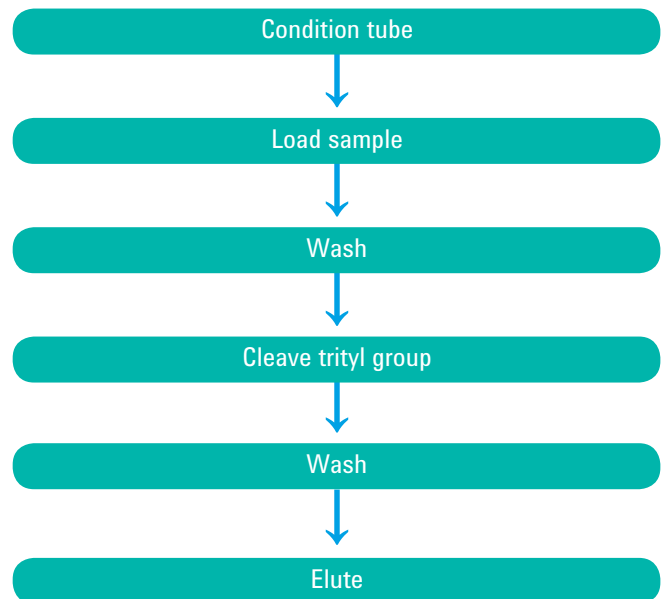 Condition tube
Load sample
Wash
Cleave trityl group
Wash
Elute